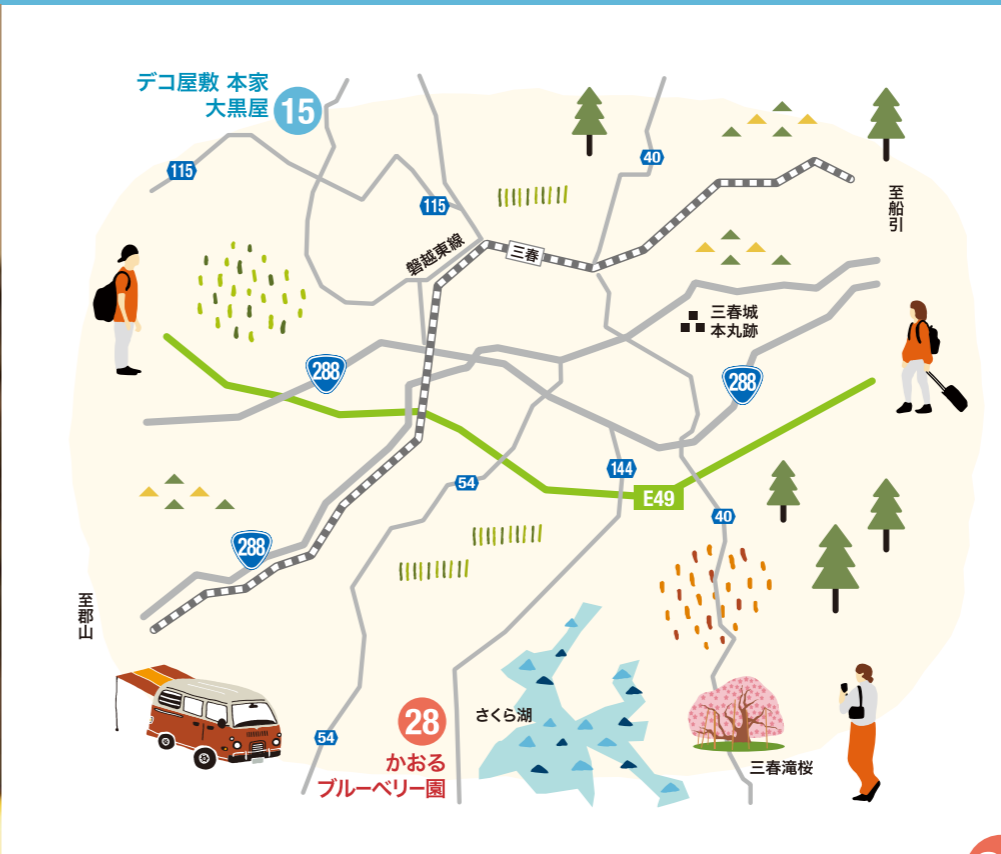 デコ屋敷 本家
大黒屋
15
115
115
40
至船引
磐越東線
三春
三春城
本丸跡
288
288
54
144
E49
40
288
至郡山
28
かおる
ブルーベリー園
54
さくら湖
三春滝桜